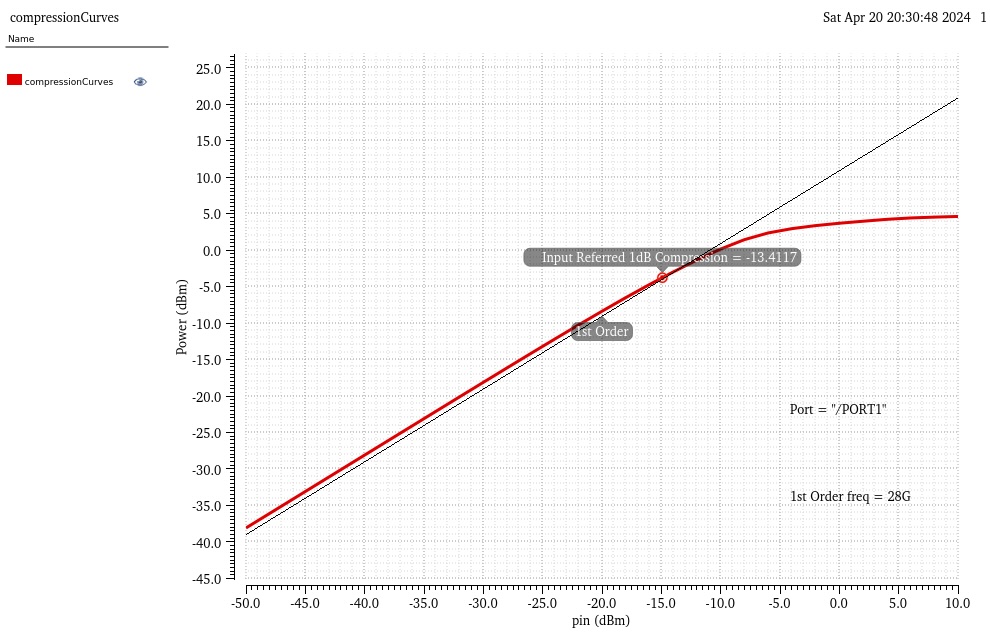 compressionCurves
Sat Apr 20 20:30:48 2024 1
Name
compressionCurves
25.0
20.0
15.0
10.0
5.0
0.0
-5.0
-10.0
-15.0
-20.0
-25.0
-30.0
-35.0
-40.0
-45.0
Power (dBm)
Input Referred 1dB Compression = -13.4117
1st Order
Port = "/PORT1"
1st Order freq = 28G
-50.0 -45.0 -40.0 -35.0 -30.0 -25.0 -20.0 -15.0 -10.0 -5.0 0.0 5.0 10.0
pin (dBm)